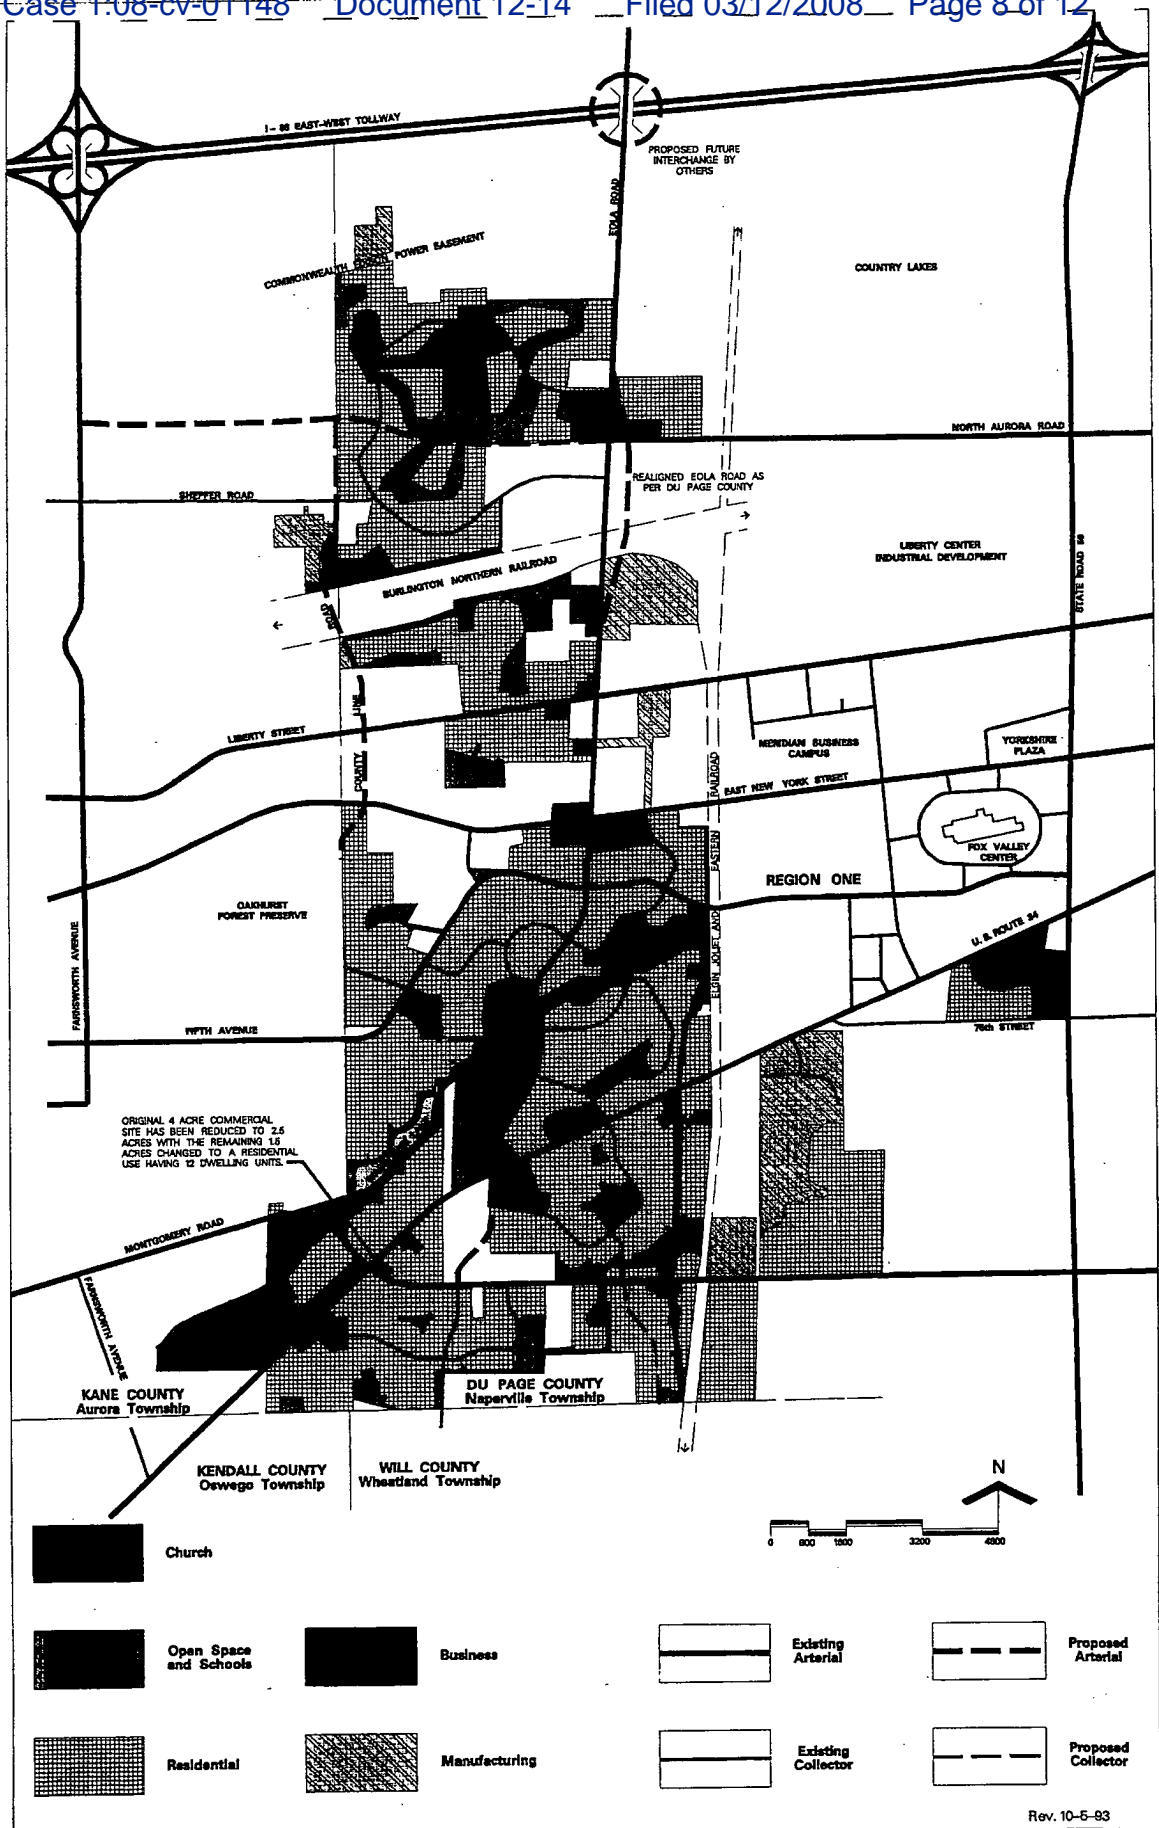 Case 1:08-cv-01148 Document 12-14 Filed 03/12/2008 Page 8 of 12
EAST-WEST TOLLWAY
PROPOSED FUTURE
INTERCHANGE BY
OTHERS
EOLA ROAD
COMMONWEALTH POWER EASEMENT
COUNTRY LAKES
NORTH AURORA ROAD
REALIGNED EOLA ROAD AS
PER DU PAGE COUNTY
SHEFFER ROAD
LIBERTY CENTER
INDUSTRIAL DEVELOPMENT
STATE ROAD 59
BURLINGTON NORTHERN RAILROAD
COUNTY LINE ROAD
LIBERTY STREET
MERIDIAN BUSINESS
CAMPUS
YORKSHIRE
PLAZA
EAST NEW YORK STREET
FOX VALLEY
CENTER
REGION ONE
ELGIN JOLIET AND EASTERN RAILROAD
OAKHURST
FOREST PRESERVE
U. S. ROUTE 34
FARNSWORTH AVENUE
FIFTH AVENUE
75th STREET
ORIGINAL 4 ACRE COMMERCIAL
SITE HAS BEEN REDUCED TO 2.5
ACRES WITH THE REMAINING 1.5
ACRES CHANGED TO A RESIDENTIAL
USE HAVING 12 DWELLING UNITS.
MONTGOMERY ROAD
FARNSWORTH AVENUE
KANE COUNTY
Aurora Township
DU PAGE COUNTY
Naperville Township
KENDALL COUNTY
Oswego Township
WILL COUNTY
Wheatland Township
N
0 800 1600 3200 4800
Church
Open Space
and Schools
Business
Existing
Arterial
Proposed
Arterial
Residential
Manufacturing
Existing
Collector
Proposed
Collector
Rev. 10-5-93